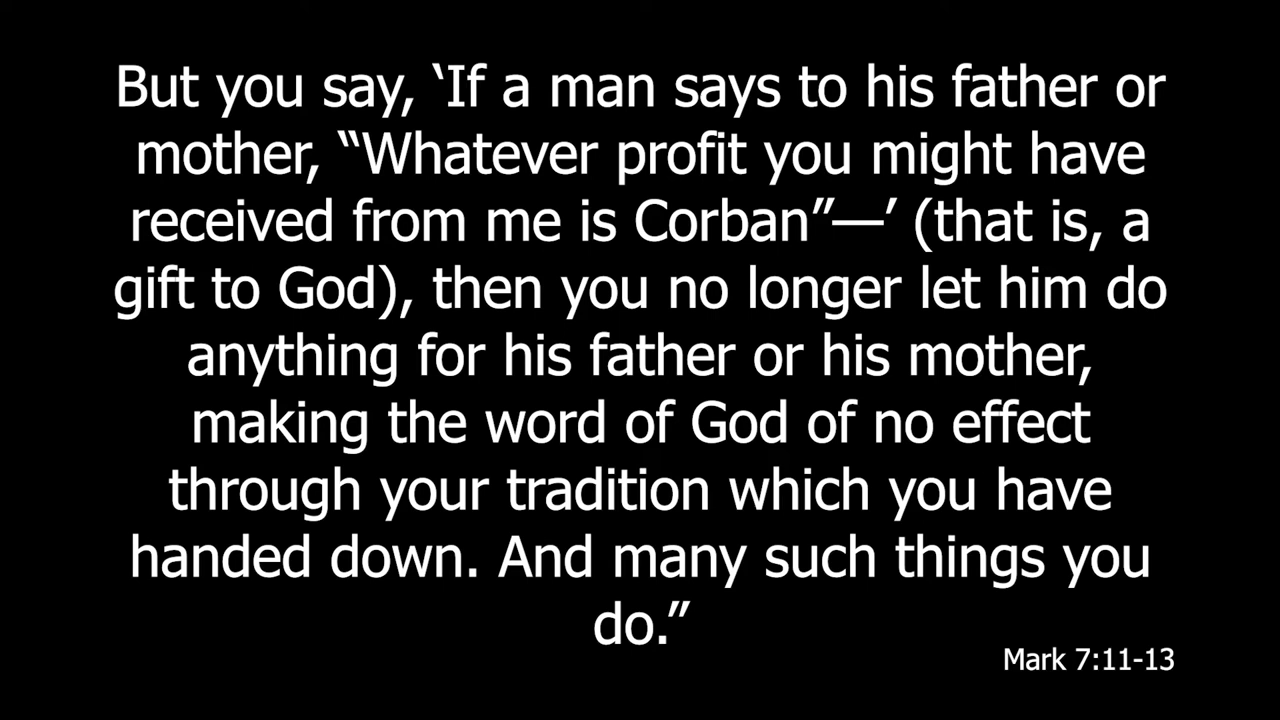 But you say, ‘If a man says to his father or
mother, “Whatever profit you might have
received from me is Corban”—’ (that is, a
gift to God), then you no longer let him do
anything for his father or his mother,
making the word of God of no effect
through your tradition which you have
handed down. And many such things you
do.”
Mark 7:11-13